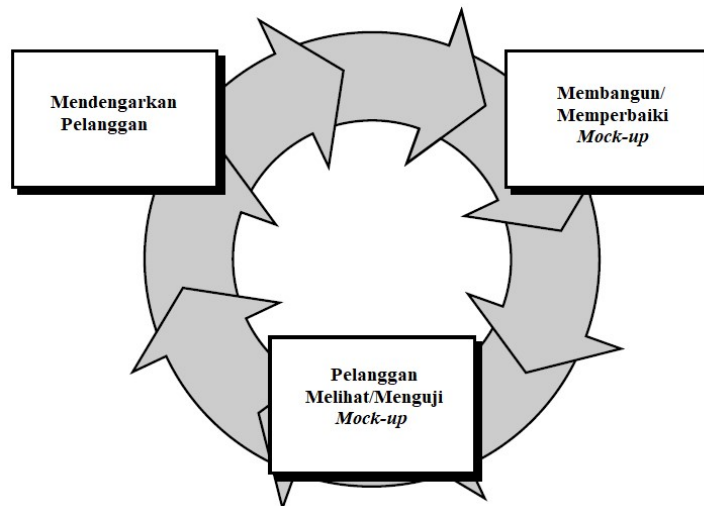 Mendengarkan
Pelanggan
Membangun/
Memperbaiki
Mock-up
Pelanggan
Melihat/Menguji
Mock-up